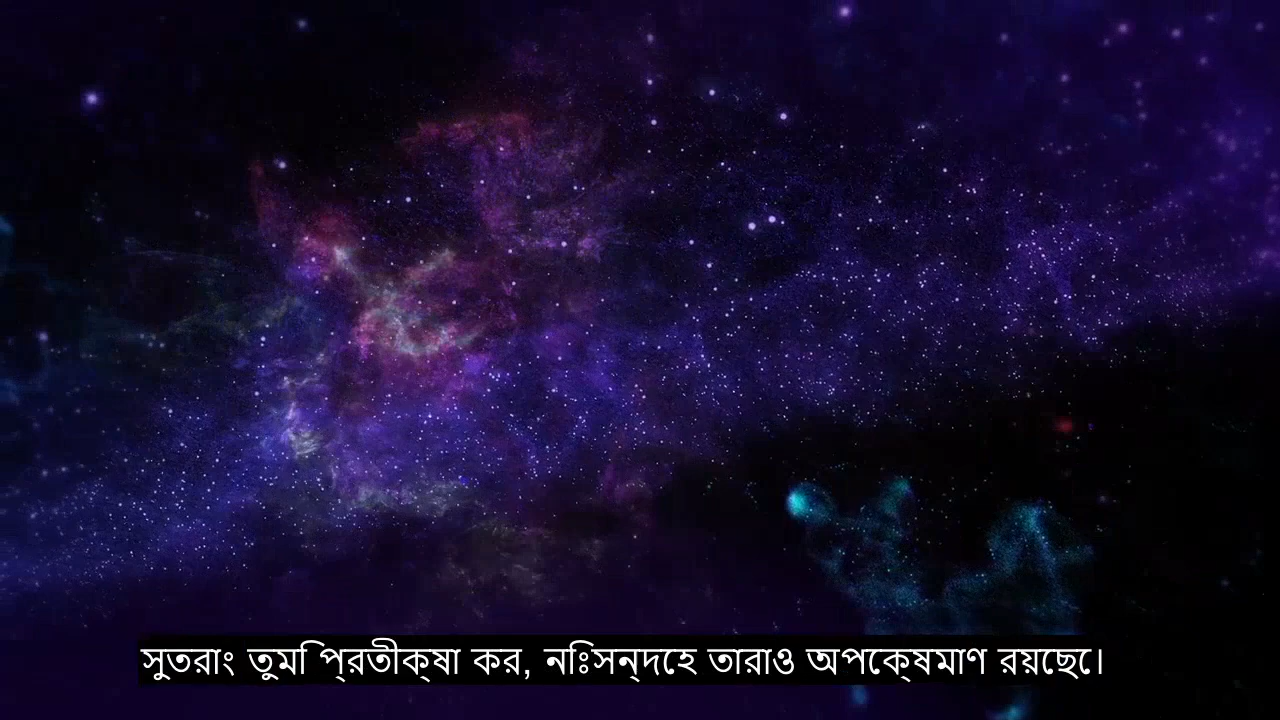 সুতরাং তুমি প্রতীক্ষা কর, নিঃসন্দেহে তারাও অপেক্ষমাণ রয়েছে।